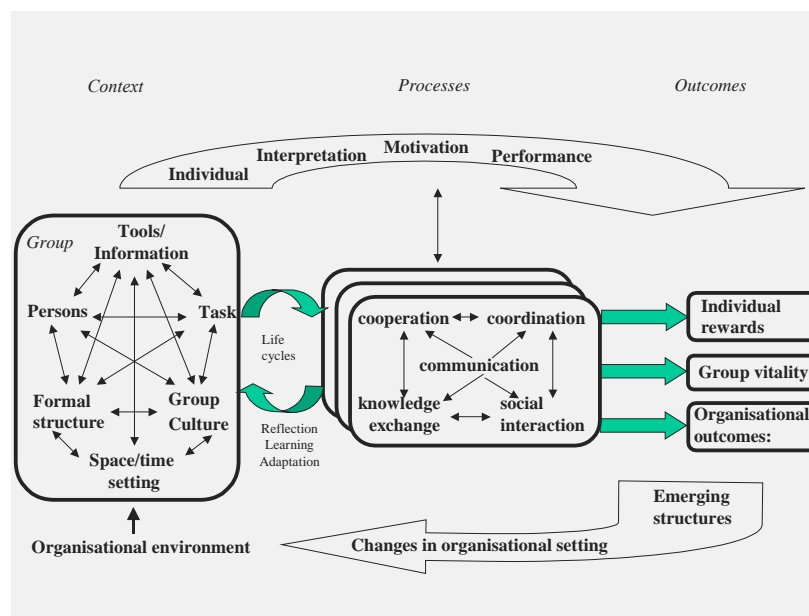 Context
Processes
Outcomes
Individual
Interpretation
Motivation
Performance
Group
Tools/
Information
Persons
Task
Formal
structure
Group
Culture
Space/time
setting
Organisational environment
Life
cycles
Reflection
Learning
Adaptation
cooperation
coordination
communication
knowledge
exchange
social
interaction
Individual
rewards
Group vitality
Organisational
outcomes:
Emerging
structures
Changes in organisational setting